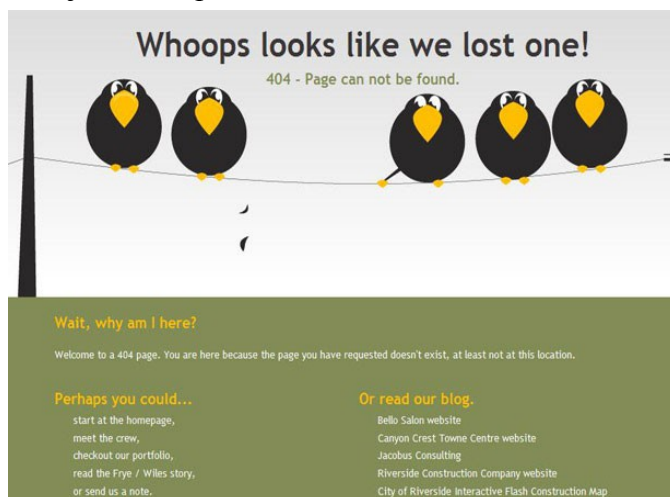 Whoops looks like we lost one!
404 - Page can not be found.
Wait, why am I here?
Welcome to a 404 page. You are here because the page you have requested doesn't exist, at least not at this location.
Perhaps you could...
start at the homepage,
meet the crew,
checkout our portfolio,
read the Frye / Wiles story,
or send us a note.
Or read our blog.
Bello Salon website
Canyon Crest Towne Centre website
Jacobus Consulting
Riverside Construction Company website
City of Riverside Interactive Flash Construction Map